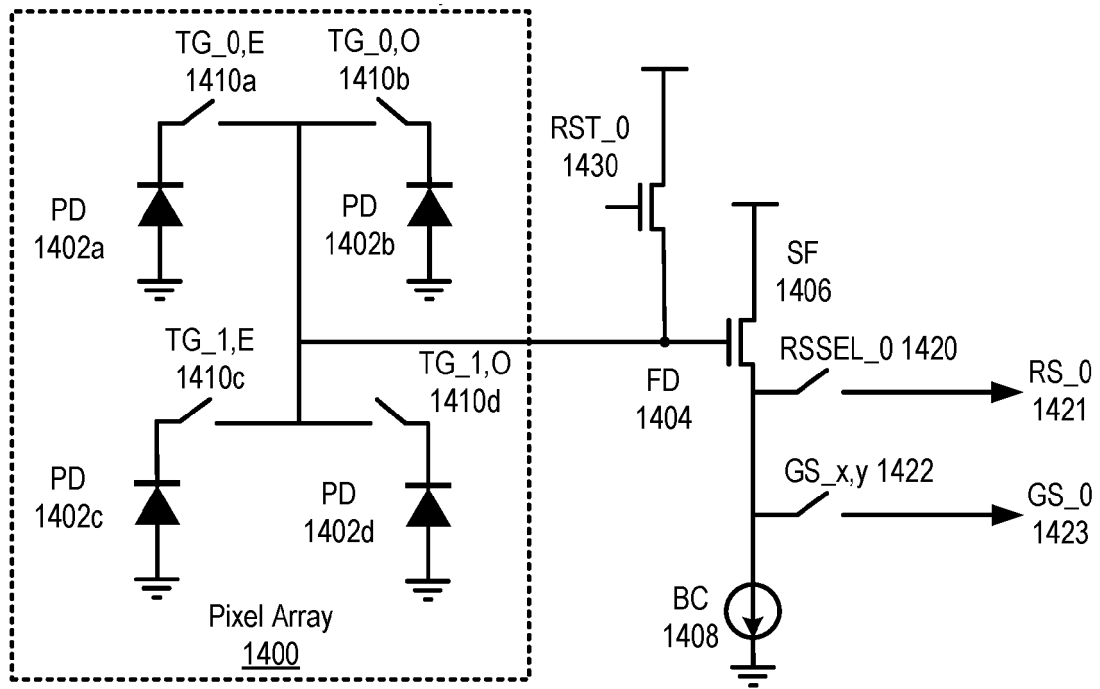 TG_0,E
1410a
TG_0,O
1410b
RST_0
1430
PD
1402a
PD
1402b
SF
1406
TG_1,E
1410c
TG_1,O
1410d
FD
1404
RSSEL_0 1420
RS_0
1421
PD
1402c
PD
1402d
GS_x,y 1422
GS_0
1423
BC
1408
Pixel Array
1400